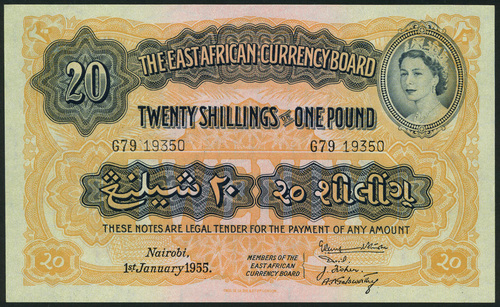 THE EAST AFRICAN CURRENCY BOARD
20
TWENTY SHILLINGS OR ONE POUND
G79 19350 G79 19350
٢٠ شيلنڠ
૨૦ શીલીંગ
THESE NOTES ARE LEGAL TENDER FOR THE PAYMENT OF ANY AMOUNT
Nairobi,
1st January 1955.
MEMBERS OF THE
EAST AFRICAN
CURRENCY BOARD
20 20